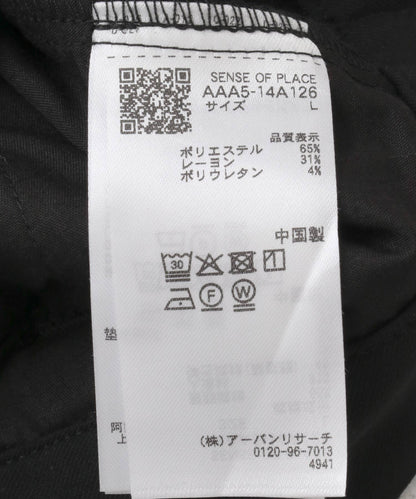 SENSE OF PLACE
AAA5-14A126
サイズ L
品質表示
ポリエステル 65%
レーヨン 31%
ポリウレタン 4%
中国製
30
F W
(株)アーバンリサーチ
0120-96-7013
4941